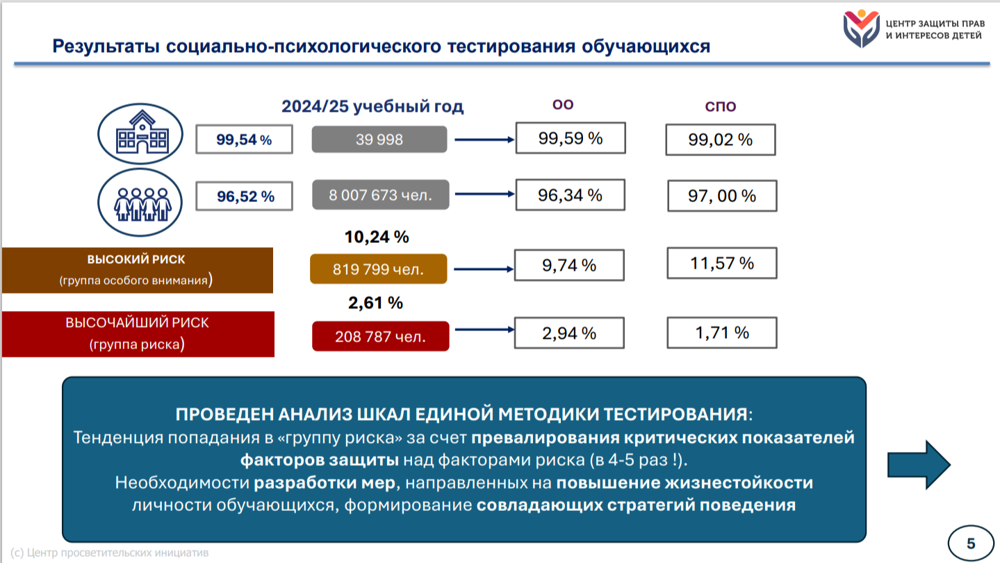 ЦЕНТР ЗАЩИТЫ ПРАВ
И ИНТЕРЕСОВ ДЕТЕЙ
Результаты социально-психологического тестирования обучающихся
2024/25 учебный год
ОО
СПО
99,54 %
39 998
99,59 %
99,02 %
96,52 %
8 007 673 чел.
96,34 %
97, 00 %
10,24 %
ВЫСОКИЙ РИСК
(группа особого внимания)
819 799 чел.
9,74 %
11,57 %
2,61 %
ВЫСОЧАЙШИЙ РИСК
(группа риска)
208 787 чел.
2,94 %
1,71 %
ПРОВЕДЕН АНАЛИЗ ШКАЛ ЕДИНОЙ МЕТОДИКИ ТЕСТИРОВАНИЯ:
Тенденция попадания в «группу риска» за счет превалирования критических показателей
факторов защиты над факторами риска (в 4-5 раз !).
Необходимости разработки мер, направленных на повышение жизнестойкости
личности обучающихся, формирование совладающих стратегий поведения
5
(c) Центр просветительских инициатив